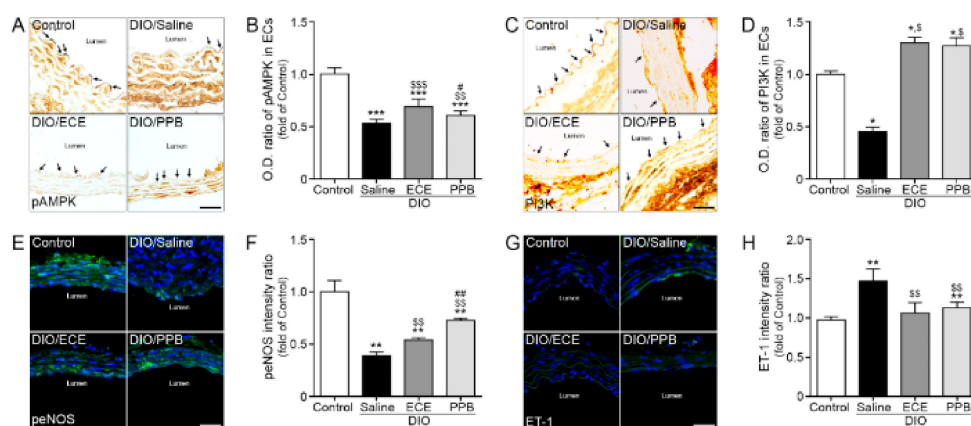 A
Control
Lumen
DIO/Saline
Lumen
DIO/ECE
Lumen
DIO/PPB
Lumen
pAMPK
B
O.D. ratio of pAMPK in ECs
(fold of Control)
1.5
1.0
0.5
0.0
***
$$$
***
#
$$
***
Control
Saline
ECE
PPB
DIO
C
Control
Lumen
DIO/Saline
Lumen
DIO/ECE
Lumen
DIO/PPB
Lumen
PI3K
D
O.D. ratio of PI3K in ECs
(fold of Control)
1.5
1.0
0.5
0.0
*
*,$
*,$
Control
Saline
ECE
PPB
DIO
E
Control
Lumen
DIO/Saline
Lumen
DIO/ECE
Lumen
DIO/PPB
Lumen
peNOS
F
peNOS intensity ratio
(fold of Control)
1.5
1.0
0.5
0.0
**
$$
**
##
$$
**
Control
Saline
ECE
PPB
DIO
G
Control
Lumen
DIO/Saline
Lumen
DIO/ECE
Lumen
DIO/PPB
Lumen
ET-1
H
ET-1 intensity ratio
(fold of Control)
2.0
1.5
1.0
0.5
0.0
**
$$
$$
**
Control
Saline
ECE
PPB
DIO